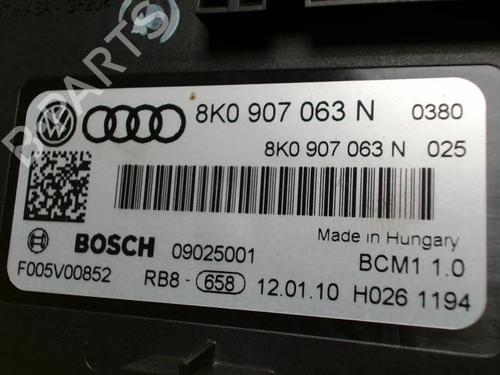 8K0 907 063 N 0380
8K0 907 063 N 025
Made in Hungary
BOSCH 09025001
BCM1 1.0
F005V00852 RB8 - 658 12.01.10 H026 1194
B-PARTS